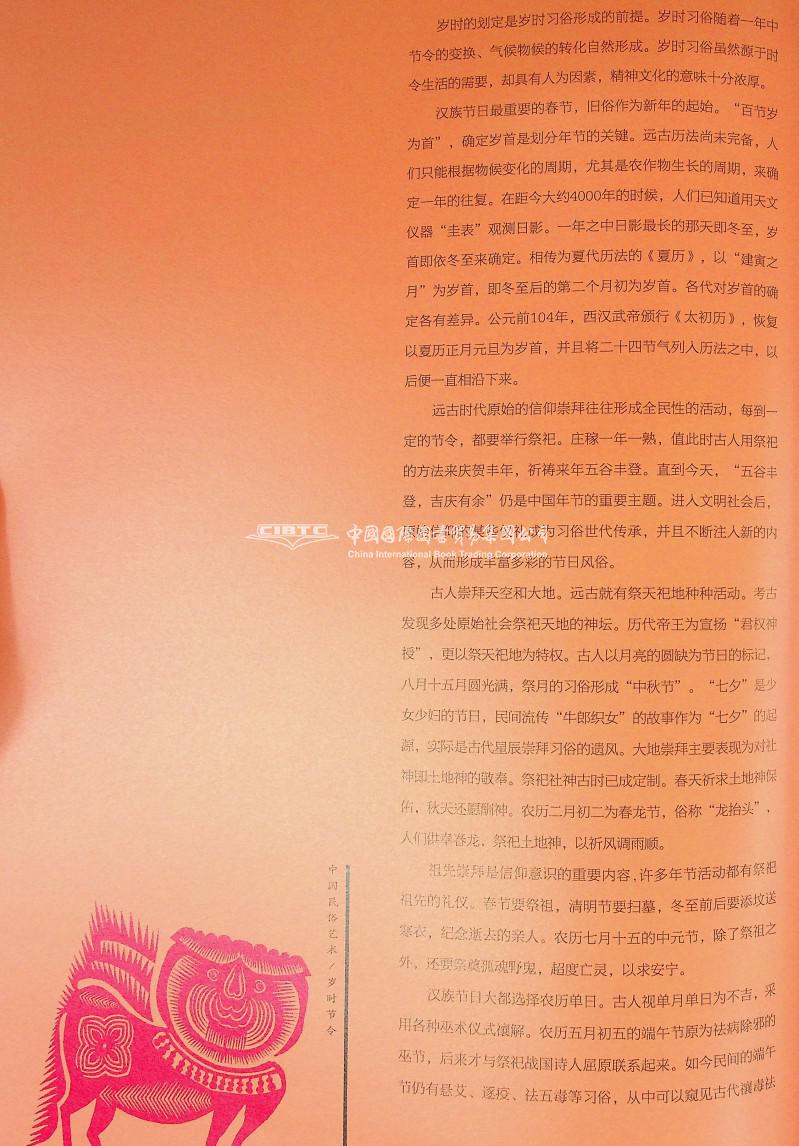 岁时的划定是岁时习俗形成的前提。岁时习俗随着一年中
节令的变换、气候物候的转化自然形成。岁时习俗虽然源于时
令生活的需要，却具有人为因素，精神文化的意味十分浓厚。
汉族节日最重要的春节，旧俗作为新年的起始。“百节岁
为首”，确定岁首是划分年节的关键。远古历法尚未完备，人
们只能根据物候变化的周期，尤其是农作物生长的周期，来确
定一年的往复。在距今大约4000年的时候，人们已知道用天文
仪器“圭表”观测日影。一年之中日影最长的那天即冬至，岁
首即依冬至来确定。相传为夏代历法的《夏历》，以“建寅之
月”为岁首，即冬至后的第二个月初为岁首。各代对岁首的确
定各有差异。公元前104年，西汉武帝颁行《太初历》，恢复
以夏历正月元旦为岁首，并且将二十四节气列入历法之中，以
后便一直相沿下来。
远古时代原始的信仰崇拜往往形成全民性的活动，每到一
定的节令，都要举行祭祀。庄稼一年一熟，值此时古人用祭祀
的方法来庆贺丰年，祈祷来年五谷丰登。直到今天，“五谷丰
登，吉庆有余”仍是中国年节的重要主题。进入文明社会后，
原始信仰的某些仪礼成为习俗世代传承，并且不断注入新的内
容，从而形成丰富多彩的节日风俗。
CIBTC 中國國際圖書貿易集團公司
China International Book Trading Corporation
古人崇拜天空和大地。远古就有祭天祀地种种活动。考古
发现多处原始社会祭祀天地的神坛。历代帝王为宣扬“君权神
授”，更以祭天祀地为特权。古人以月亮的圆缺为节日的标记，
八月十五月圆光满，祭月的习俗形成“中秋节”。“七夕”是少
女少妇的节日，民间流传“牛郎织女”的故事作为“七夕”的起
源，实际是古代星辰崇拜习俗的遗风。大地崇拜主要表现为对社
神即土地神的敬奉。祭祀社神古时已成定制。春天祈求土地神保
佑，秋天还愿酬神。农历二月初二为春龙节，俗称“龙抬头”，
人们供奉春龙，祭祀土地神，以祈风调雨顺。
祖先崇拜是信仰意识的重要内容，许多年节活动都有祭祀
祖先的礼仪。春节要祭祖，清明节要扫墓，冬至前后要添坟送
寒衣，纪念逝去的亲人。农历七月十五的中元节，除了祭祖之
外，还要祭奠孤魂野鬼，超度亡灵，以求安宁。
汉族节日大都选择农历单日。古人视单月单日为不吉，采
用各种巫术仪式禳解。农历五月初五的端午节原为祛病除邪的
巫节，后来才与祭祀战国诗人屈原联系起来。如今民间的端午
节仍有悬艾、逐疫、法五毒等习俗，从中可以窥见古代禳毒祛
中国民俗艺术/岁时节令